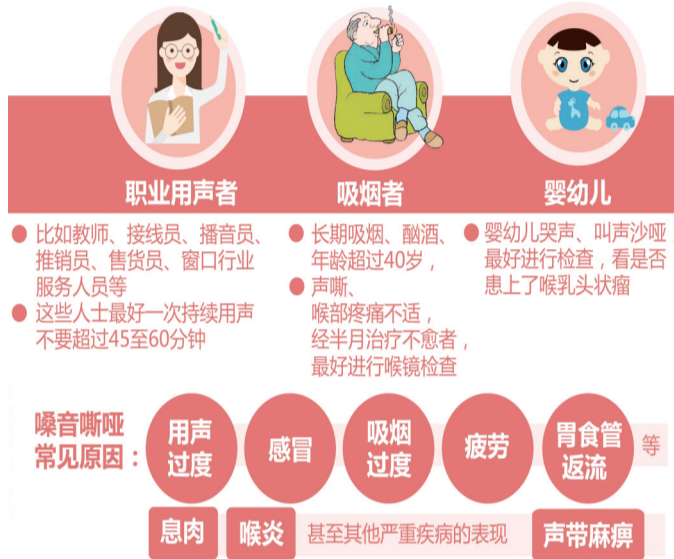 职业用声者
吸烟者
婴幼儿
● 比如教师、接线员、播音员、
推销员、售货员、窗口行业
服务人员等
● 这些人士最好一次持续用声
不要超过45至60分钟
● 长期吸烟、酗酒、
年龄超过40岁，
● 声嘶、
喉部疼痛不适，
经半月治疗不愈者，
最好进行喉镜检查
● 婴幼儿哭声、叫声沙哑，
最好进行检查，看是否
患上了喉乳头状瘤
嗓音嘶哑
常见原因：
用声
过度
感冒
吸烟
过度
疲劳
胃食管
返流
等
息肉
喉炎
甚至其他严重疾病的表现
声带麻痹